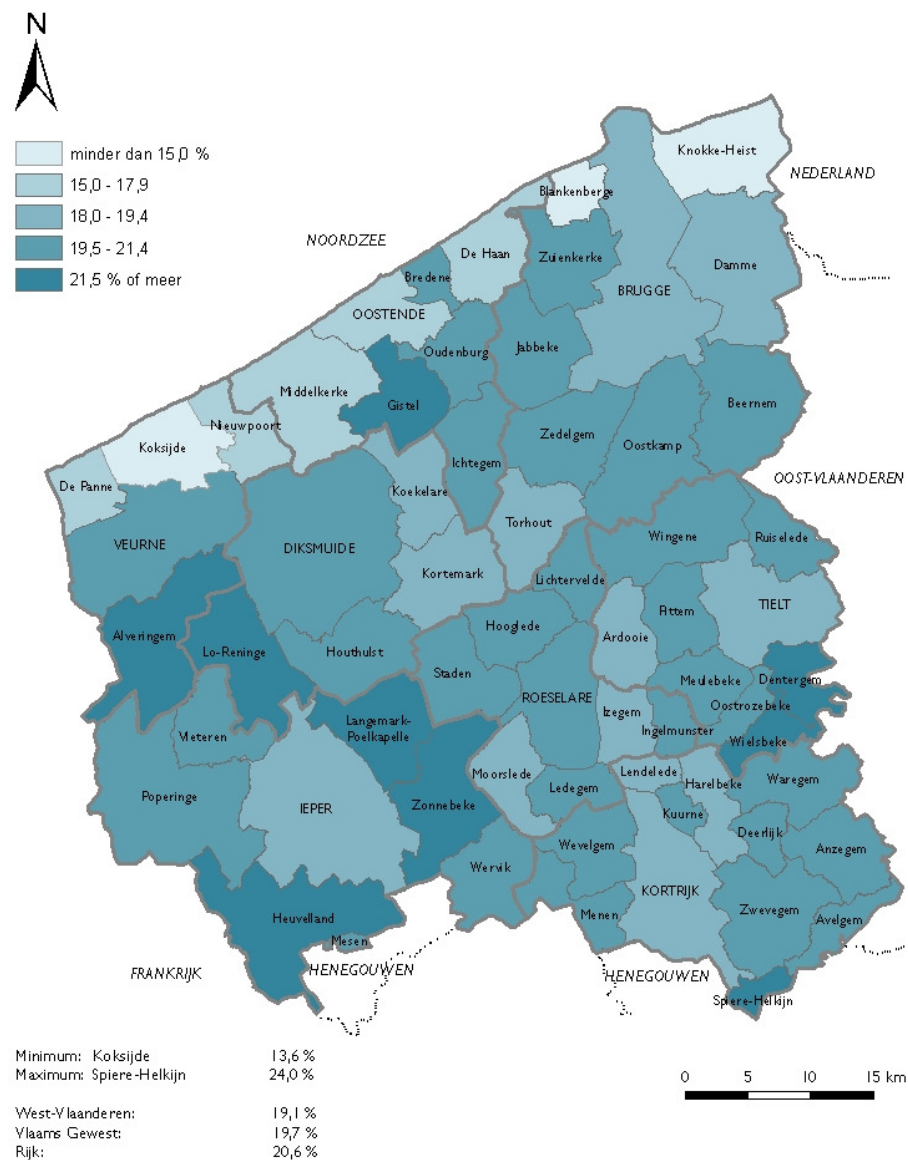 N
minder dan 15,0 %
15,0 - 17,9
18,0 - 19,4
19,5 - 21,4
21,5 % of meer
Knokke-Heist
NEDERLAND
Blankenberge
NOORDZEE
De Haan
Zuienkerke
Damme
Bredene
BRUGGE
OOSTENDE
Oudenburg
Jabbeke
Middelkerke
Gistel
Beernem
Nieuwpoort
Zedelgem
Oostkamp
Koksijde
Ichtegem
De Panne
Koekelare
OOST-VLAANDEREN
Torhout
VEURNE
DIKSMUIDE
Wingene
Ruiselede
Kortemark
Lichtervelde
TIELT
Pittem
Hooglede
Ardooie
Alveringem
Lo-Reninge
Houthulst
Staden
Meulebeke
Dentergem
ROESELARE
Oostrozebeke
Izegem
Langemark-
Poelkapelle
Ingelmunster
Vleteren
Wielsbeke
Moorslede
Lendelede
Harelbeke
Waregem
Poperinge
IEPER
Zonnebeke
Ledegem
Kuurne
Deerlijk
Wevelgem
Anzegem
Wervik
KORTRIJK
Zwevegem
Heuvelland
Menen
Avelgem
Mesen
FRANKRIJK
HENEGOUWEN
HENEGOUWEN
Spiere-Helkijn
Minimum: Koksijde 13,6 %
Maximum: Spiere-Helkijn 24,0 %
0 5 10 15 km
West-Vlaanderen: 19,1 %
Vlaams Gewest: 19,7 %
Rijk: 20,6 %